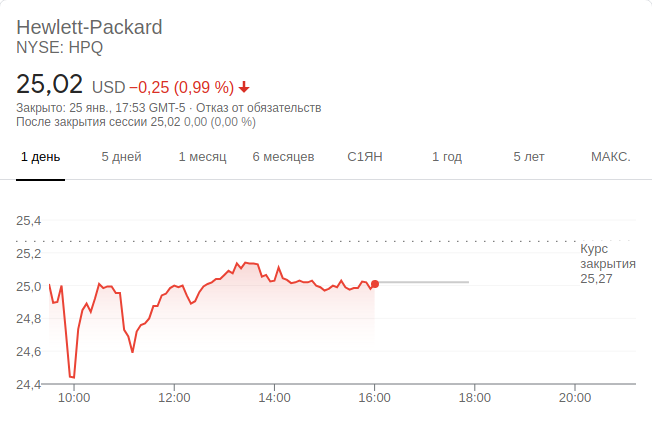 Hewlett-Packard
NYSE: HPQ
25,02 USD −0,25 (0,99 %)
Закрыто: 25 янв., 17:53 GMT-5 · Отказ от обязательств
После закрытия сессии 25,02 0,00 (0,00 %)
1 день 5 дней 1 месяц 6 месяцев С1ЯН 1 год 5 лет МАКС.
25,4
25,2
25,0
24,8
24,6
24,4
Курс
закрытия
25,27
10:00 12:00 14:00 16:00 18:00 20:00